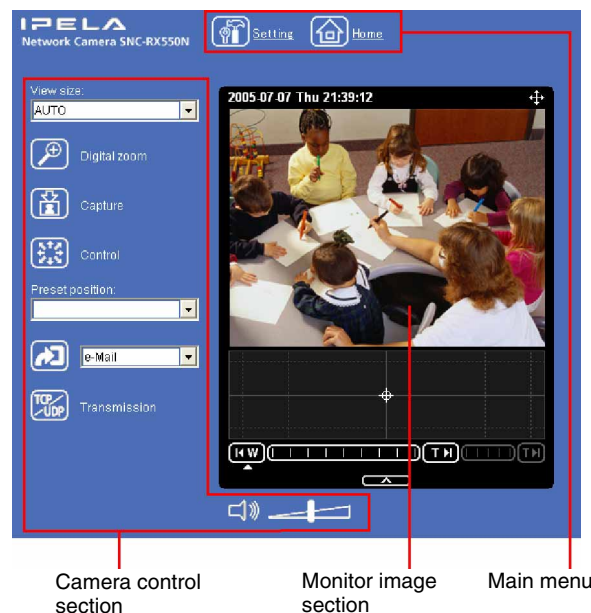 IPELA
Network Camera SNC-RX550N
Setting
Home
View size:
AUTO
2005-07-07 Thu 21:39:12
Digital zoom
Capture
Control
Preset position:
e-Mail
TCP/UDP
Transmission
W
T
T
Camera control section
Monitor image section
Main menu